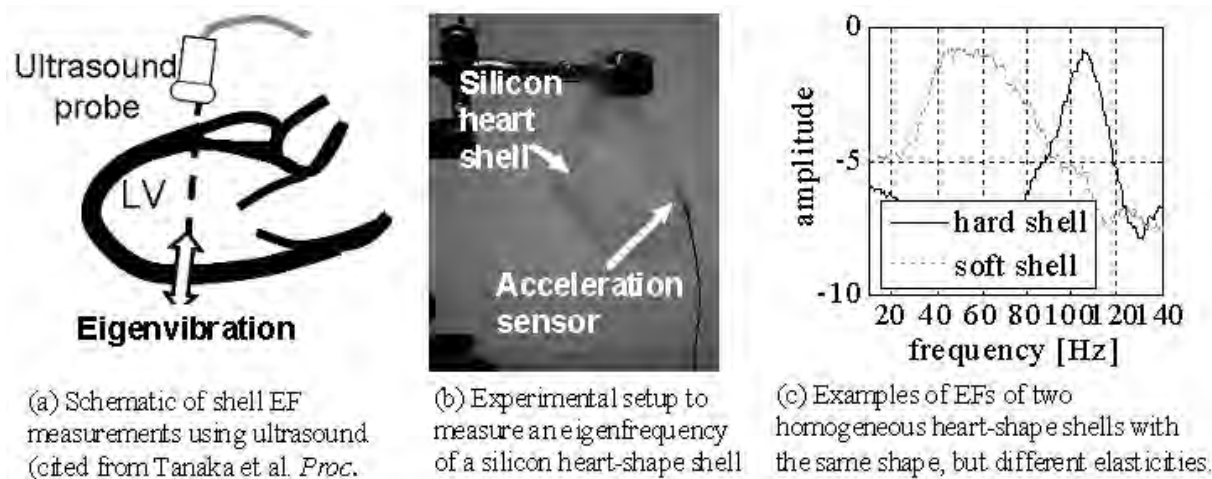 Ultrasound
probe
LV
Eigenvibration
(a) Schematic of shell EF
measurements using ultrasound
(cited from Tanaka et al. Proc.
Silicon
heart
shell
Acceleration
sensor
(b) Experimental setup to
measure an eigenfrequency
of a silicon heart-shape shell
0
-5
-10
amplitude
hard shell
soft shell
20 40 60 80 100 120 140
frequency [Hz]
(c) Examples of EFs of two
homogeneous heart-shape shells with
the same shape, but different elasticities.